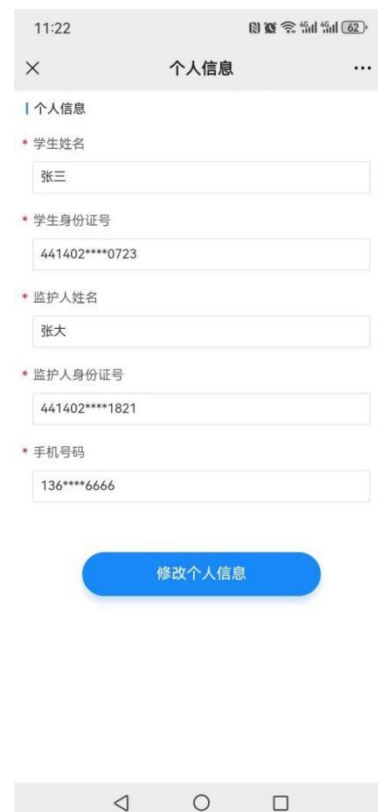 11:22 4G 4G 62
个人信息
个人信息
* 学生姓名
张三
* 学生身份证号
441402****0723
* 监护人姓名
张大
* 监护人身份证号
441402****1821
* 手机号码
136****6666
修改个人信息